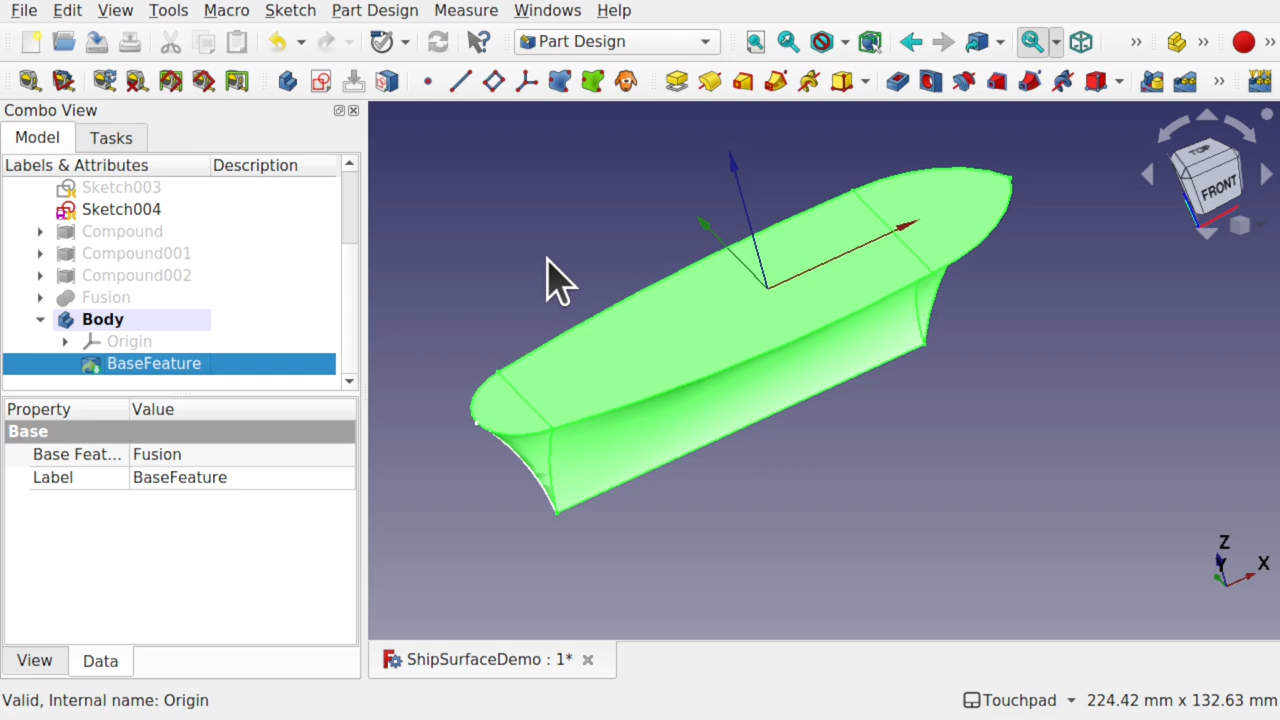 File Edit View Tools Macro Sketch Part Design Measure Windows Help
Part Design
Combo View
Model Tasks
Labels & Attributes Description
Sketch003
Sketch004
Compound
Compound001
Compound002
Fusion
Body
Origin
BaseFeature
Property Value
Base
Base Feat... Fusion
Label BaseFeature
View Data
TOP
FRONT
Z
Y
X
ShipSurfaceDemo : 1*
Valid, Internal name: Origin
Touchpad 224.42 mm x 132.63 mm